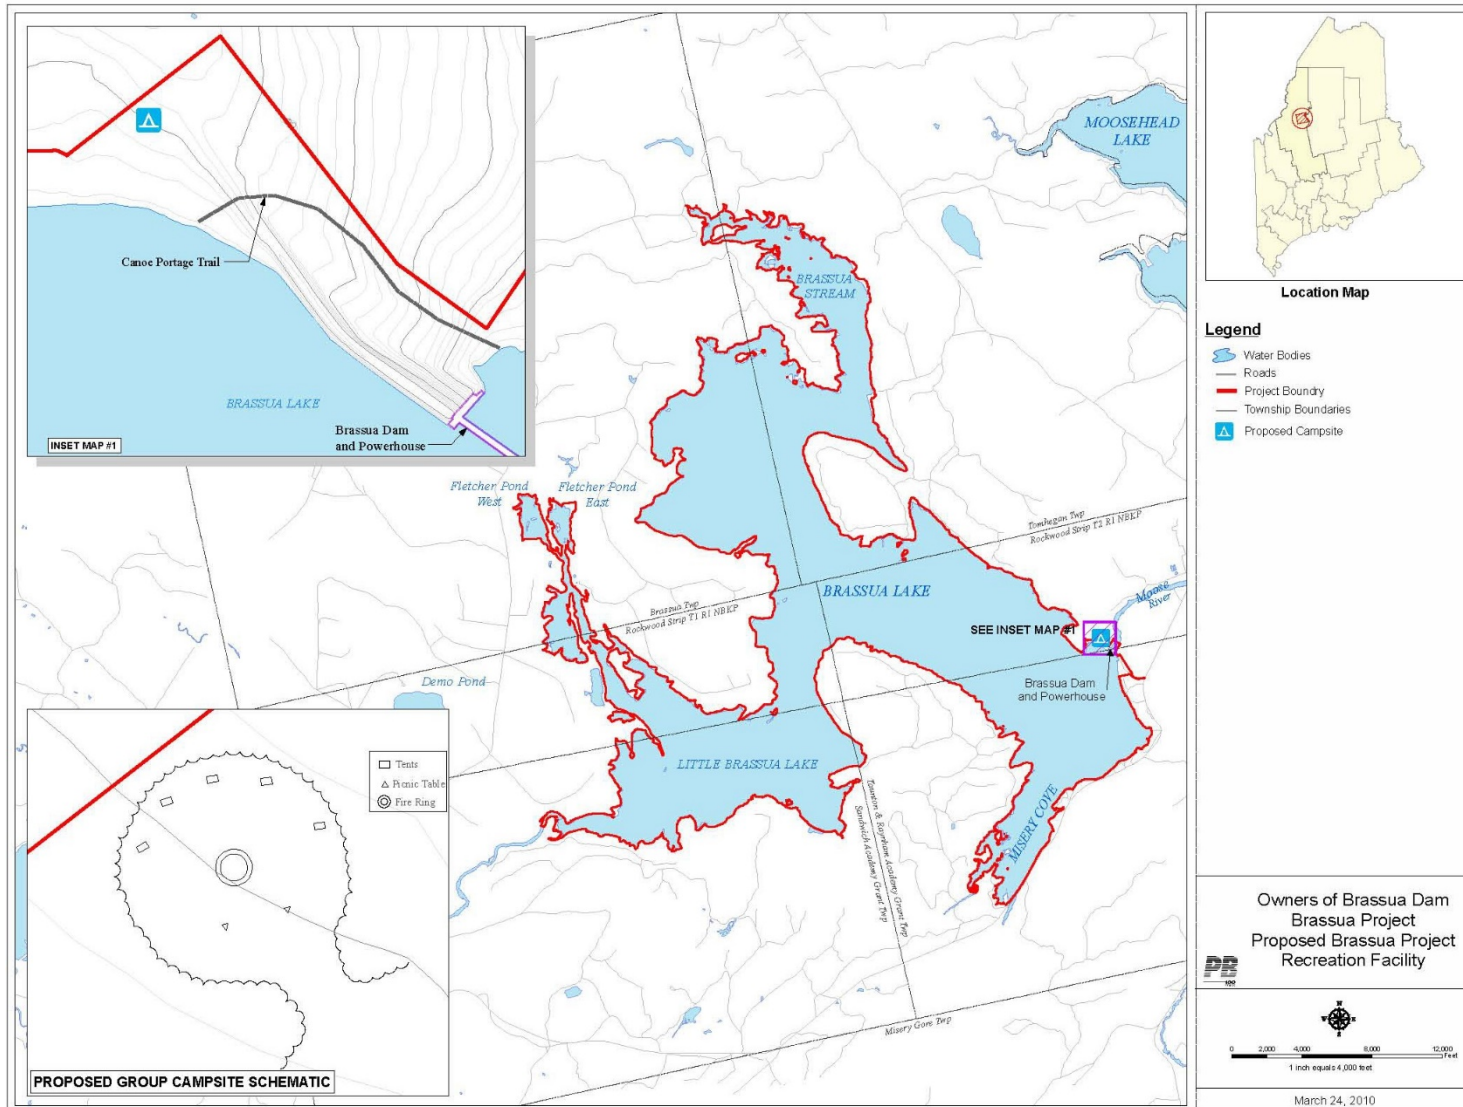 Canoe Portage Trail
BRASSUA LAKE
Brassua Dam
and Powerhouse
INSET MAP #1
MOOSEHEAD
LAKE
BRASSUA
STREAM
Fletcher Pond
West
Fletcher Pond
East
Tomhegan Twp
Rockwood Strip T2 R1 NBKP
BRASSUA LAKE
Moose
River
Brassua Twp
Rockwood Strip T1 R1 NBKP
SEE INSET MAP #1
Brassua Dam
and Powerhouse
Demo Pond
LITTLE BRASSUA LAKE
Taunton & Raynham Academy Grant Twp
Sandwich Academy Grant Twp
MISERY COVE
Misery Gore Twp
Tents
Picnic Table
Fire Ring
PROPOSED GROUP CAMPSITE SCHEMATIC
Location Map
Legend
Water Bodies
Roads
Project Boundry
Township Boundaries
Proposed Campsite
Owners of Brassua Dam
Brassua Project
Proposed Brassua Project
Recreation Facility
PB
100
N
W E
S
0 2,000 4,000 8,000 12,000
Feet
1 inch equals 4,000 feet
March 24, 2010